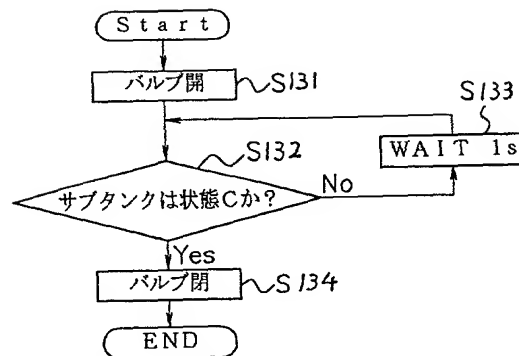 Start
バルブ開
S131
S133
WAIT 1s
S132
サブタンクは状態Cか?
No
Yes
バルブ閉
S134
END